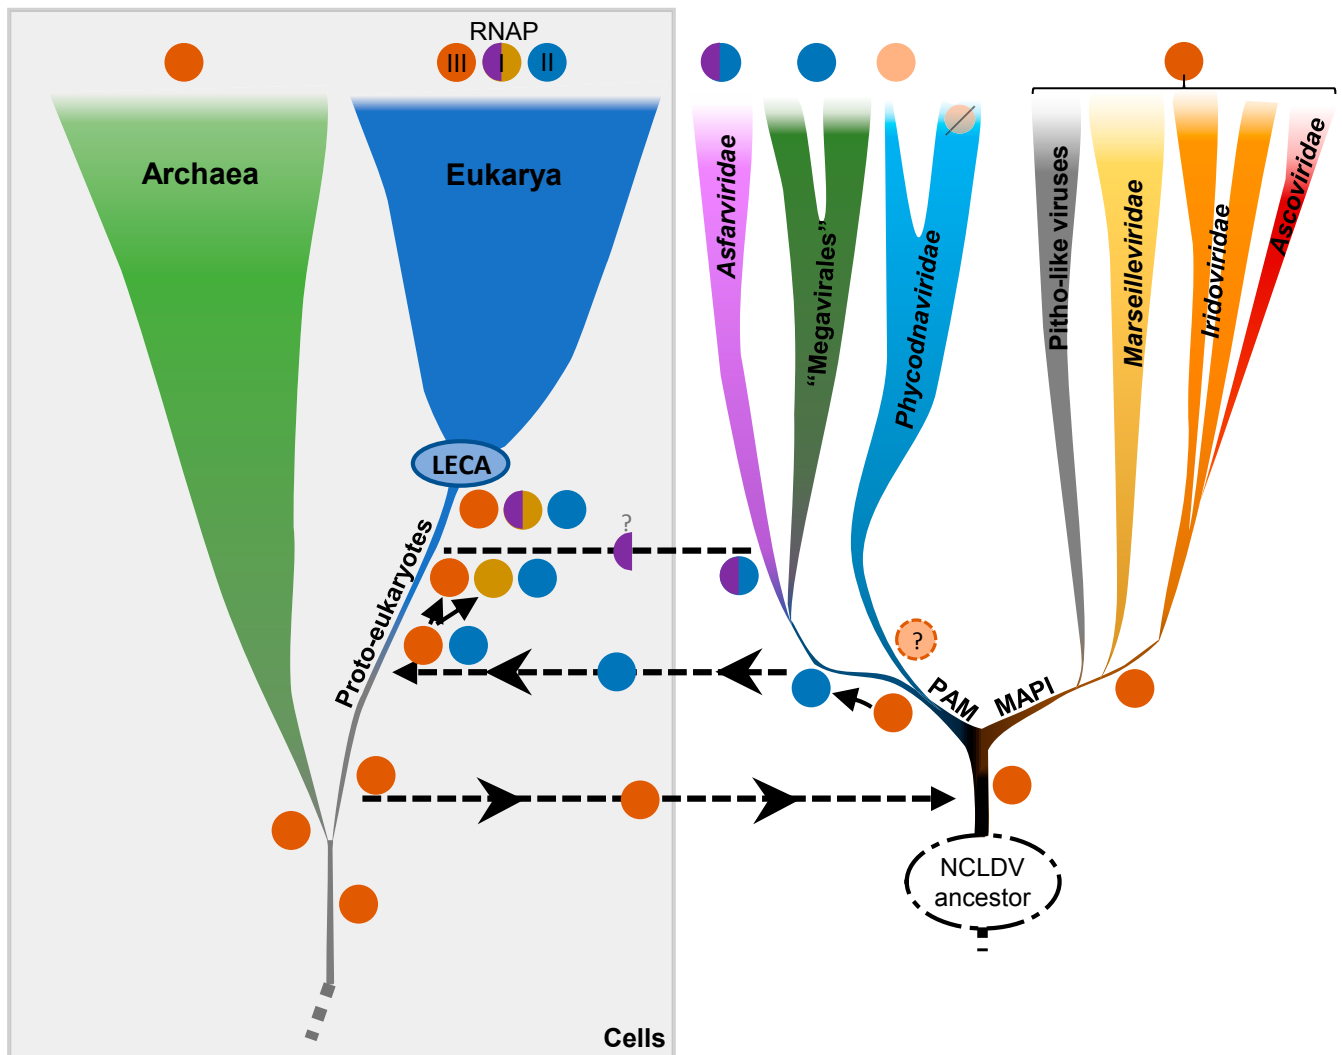 RNAP
III
I
II
Archaea
Eukarya
Asfarviridae
“Megavirales”
Phycodnaviridae
Pitho-like viruses
Marseilleviridae
Iridoviridae
Ascoviridae
LECA
?
Proto-eukaryotes
?
PAM
MAPI
NCLDV
ancestor
Cells